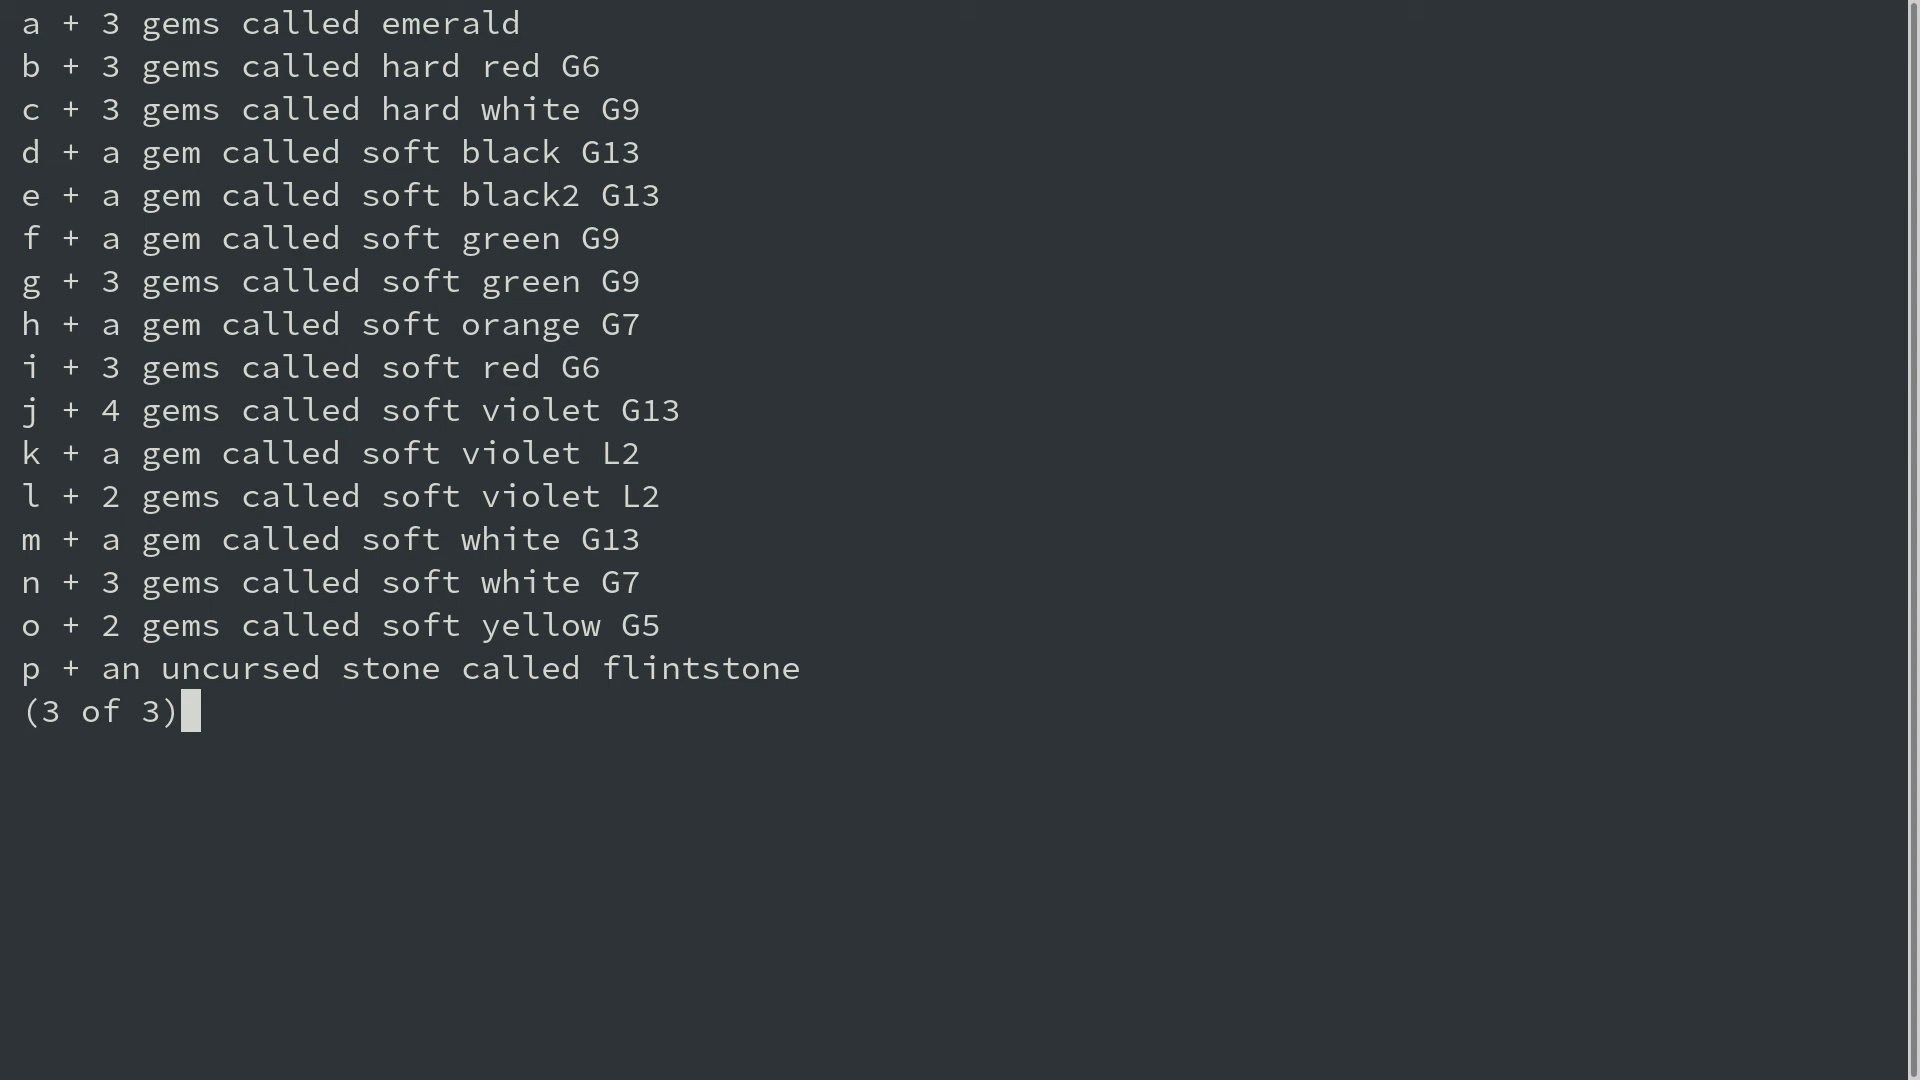 a + 3 gems called emerald
b + 3 gems called hard red G6
c + 3 gems called hard white G9
d + a gem called soft black G13
e + a gem called soft black2 G13
f + a gem called soft green G9
g + 3 gems called soft green G9
h + a gem called soft orange G7
i + 3 gems called soft red G6
j + 4 gems called soft violet G13
k + a gem called soft violet L2
l + 2 gems called soft violet L2
m + a gem called soft white G13
n + 3 gems called soft white G7
o + 2 gems called soft yellow G5
p + an uncursed stone called flintstone
(3 of 3)